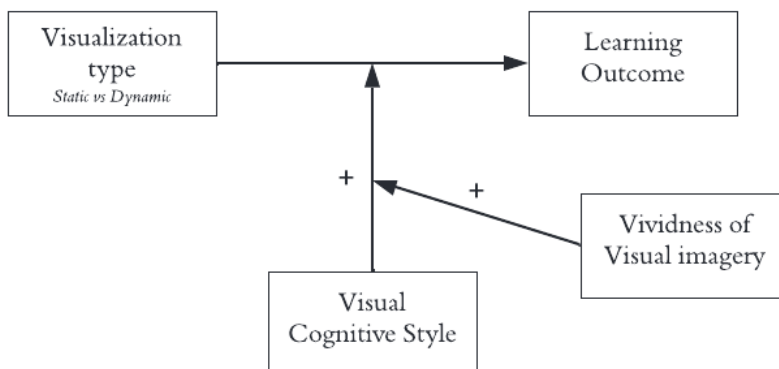 Visualization
type
Static vs Dynamic
Learning
Outcome
+
+
Vividness of
Visual imagery
Visual
Cognitive Style